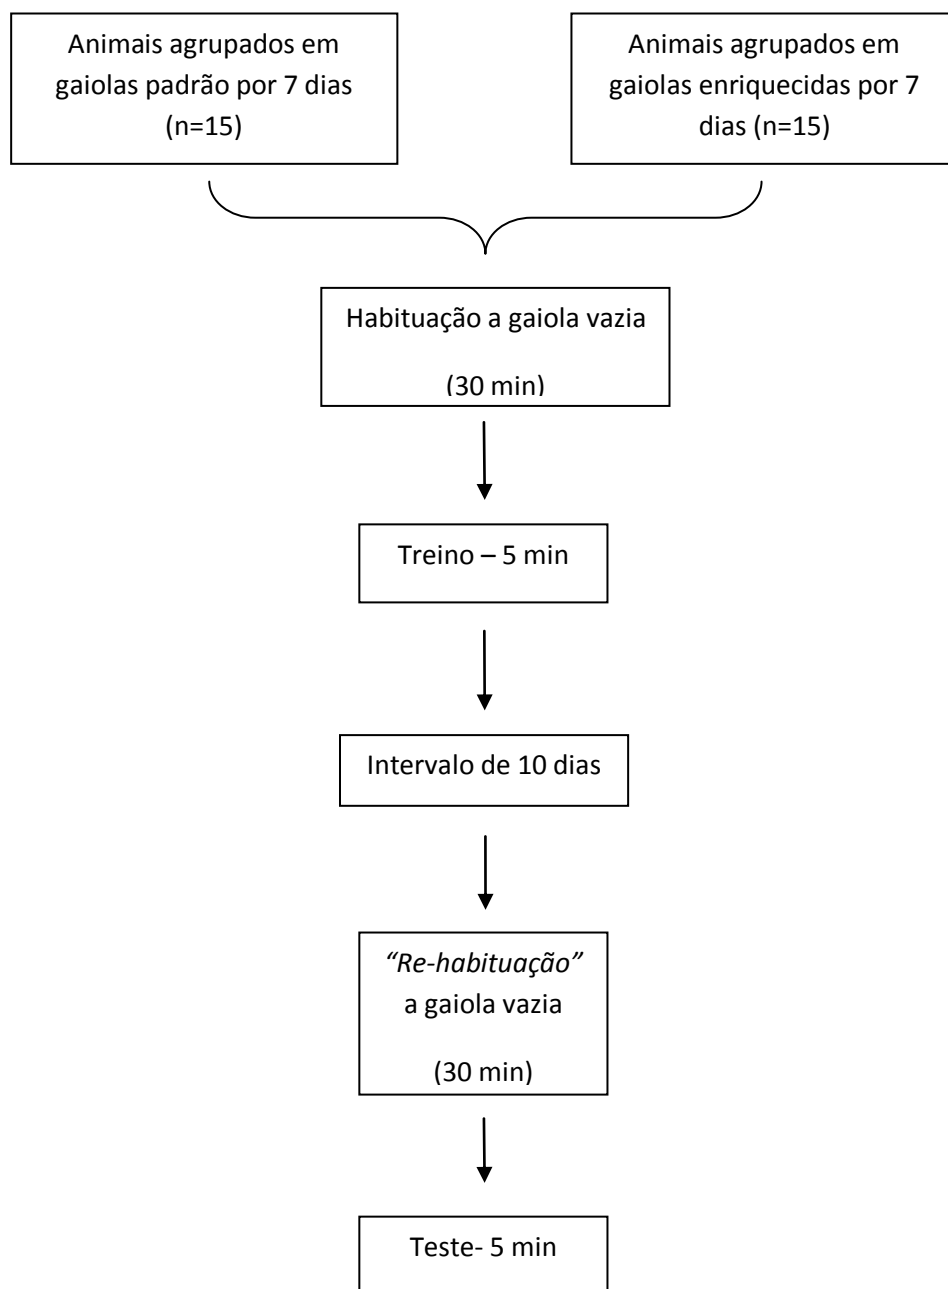 Animais agrupados em
gaiolas padrão por 7 dias
(n=15)
Animais agrupados em
gaiolas enriquecidas por 7
dias (n=15)
Habituação a gaiola vazia
(30 min)
Treino – 5 min
Intervalo de 10 dias
“Re-habituação”
a gaiola vazia
(30 min)
Teste- 5 min